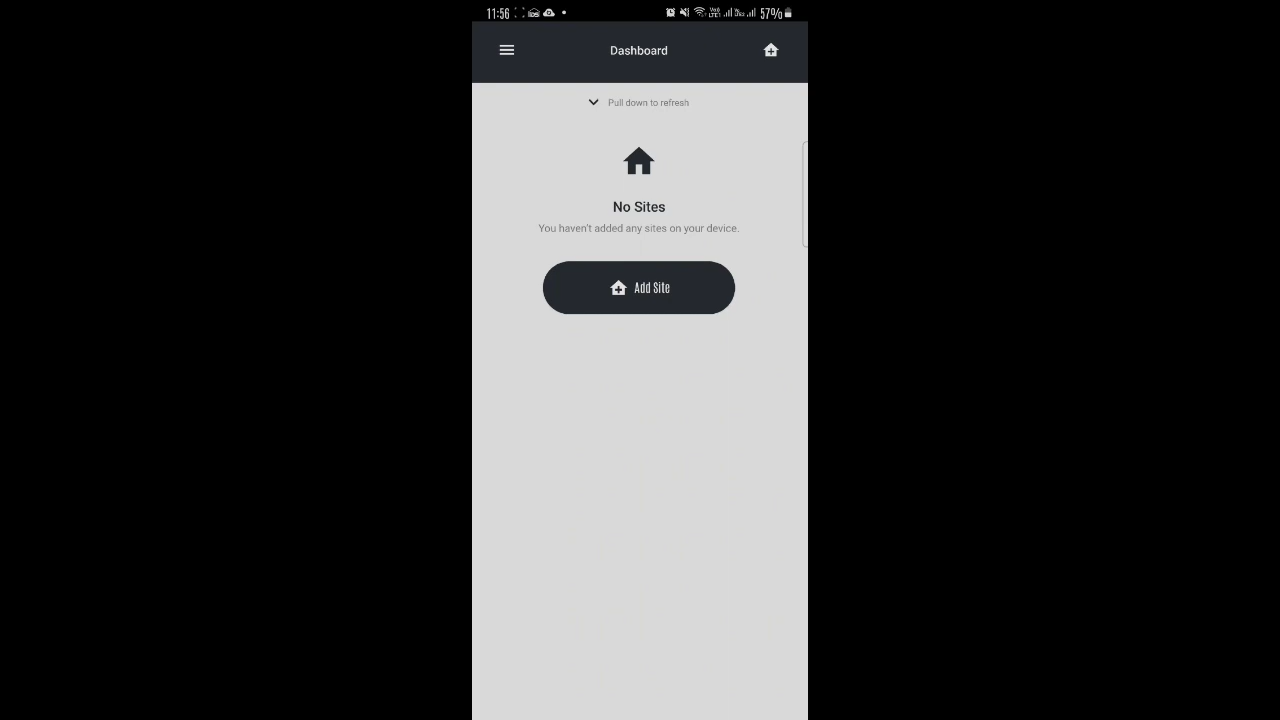 11:56 57%
Dashboard
Pull down to refresh
No Sites
You haven't added any sites on your device.
Add Site